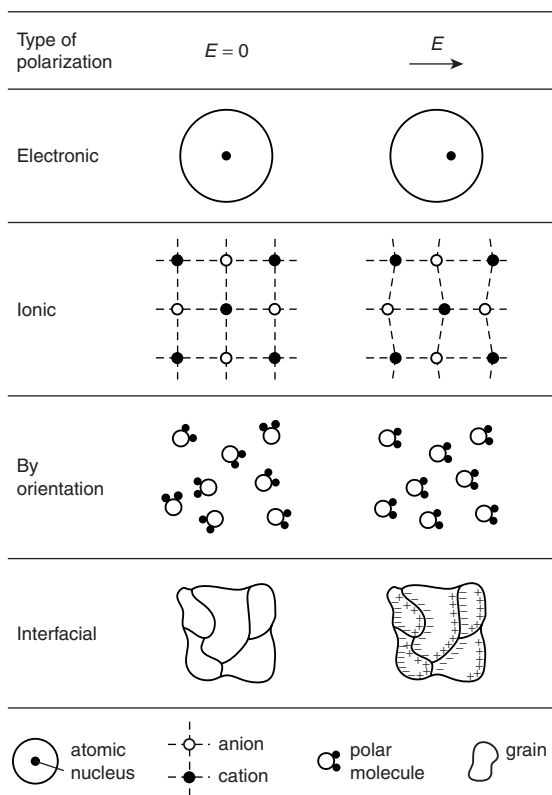 Type of
polarization
E = 0
E
Electronic
Ionic
By
orientation
Interfacial
atomic
nucleus
anion
cation
polar
molecule
grain